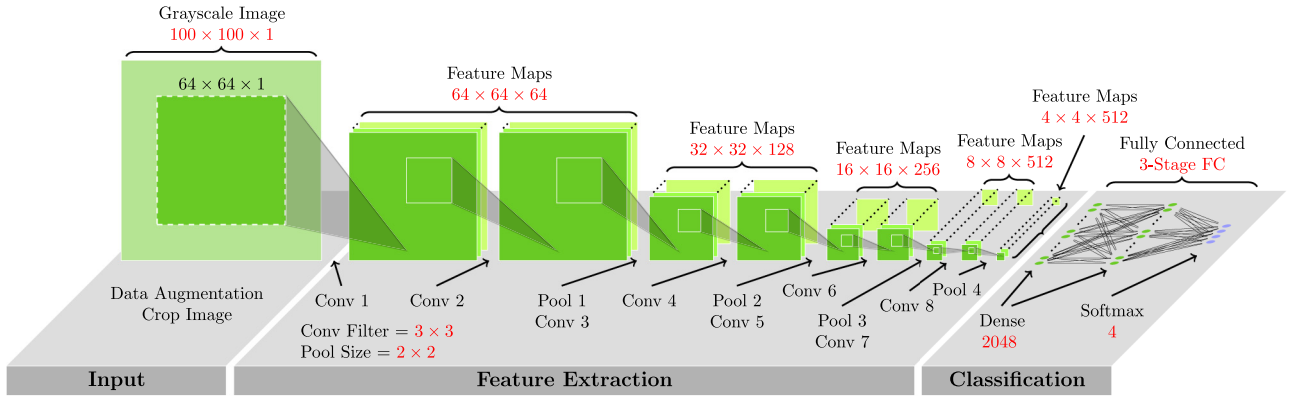 Grayscale Image
100 × 100 × 1
64 × 64 × 1
Feature Maps
64 × 64 × 64
Feature Maps
32 × 32 × 128
Feature Maps
16 × 16 × 256
Feature Maps
8 × 8 × 512
Feature Maps
4 × 4 × 512
Fully Connected
3-Stage FC
Data Augmentation
Crop Image
Conv 1
Conv 2
Pool 1
Conv 3
Conv 4
Pool 2
Conv 5
Conv 6
Pool 3
Conv 7
Conv 8
Pool 4
Dense
2048
Softmax
4
Conv Filter = 3 × 3
Pool Size = 2 × 2
Input
Feature Extraction
Classification